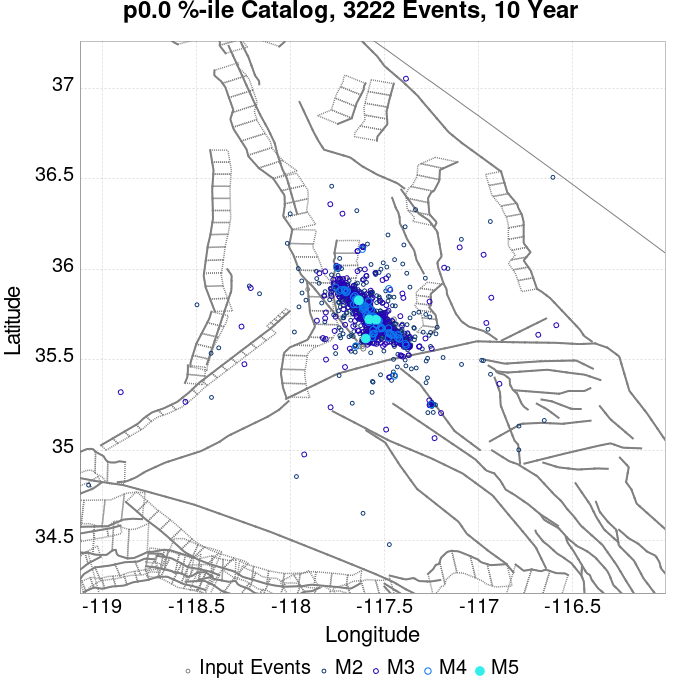 p0.0 %-ile Catalog, 3222 Events, 10 Year
37
36.5
36
35.5
35
34.5
Latitude
-119
-118.5
-118
-117.5
-117
-116.5
Longitude
Input Events
M2
M3
M4
M5